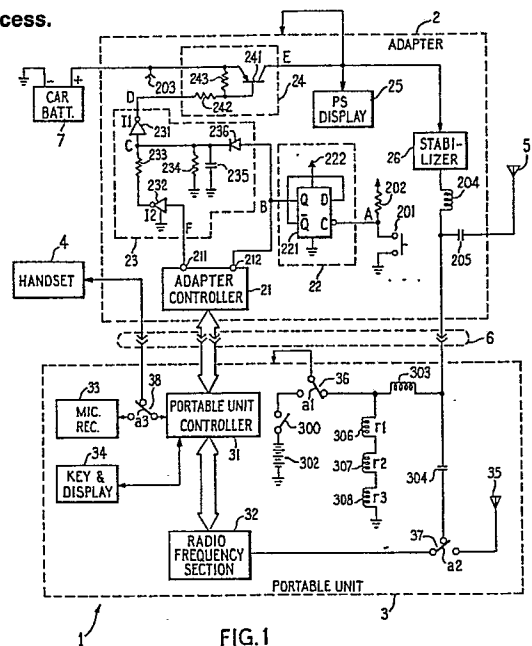 cess.
2
ADAPTER
- +
CAR
BATT.
7
203
243
241
E
242
24
D
PS
DISPLAY
25
I1
231
236
C
233
234
235
232
I2
F
23
B
222
Q D
Q̅ C
221
22
A
202
201
STABI-
LIZER
26
204
205
5
4
HANDSET
211
212
ADAPTER
CONTROLLER
21
6
33
MIC.
REC.
38
a3
PORTABLE UNIT
CONTROLLER
31
36
a1
300
302
303
306 r1
307 r2
308 r3
304
35
34
KEY &
DISPLAY
32
RADIO
FREQUENCY
SECTION
37
a2
PORTABLE UNIT
1
3
FIG.1